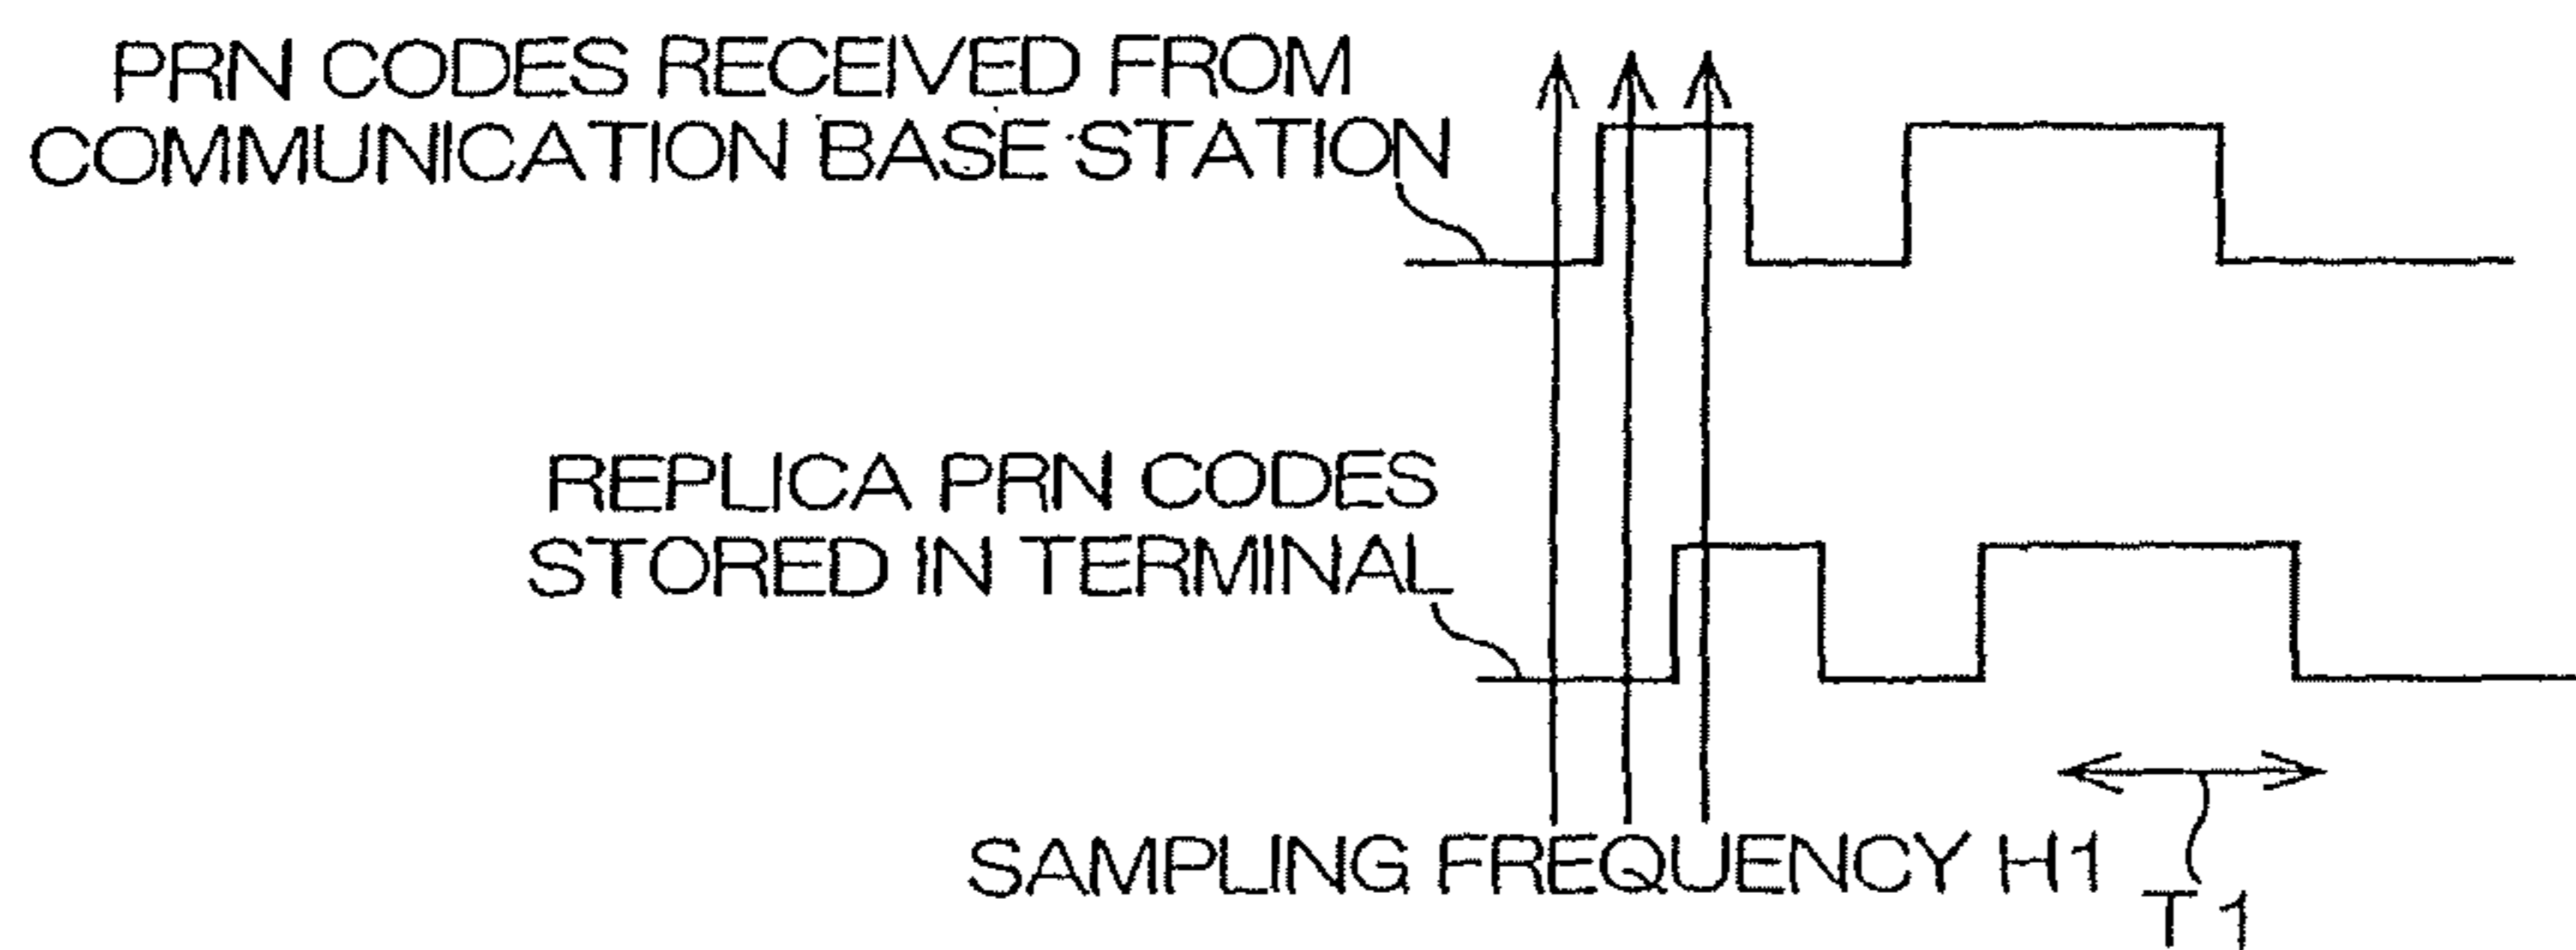 PRN CODES RECEIVED FROM
COMMUNICATION BASE STATION
REPLICA PRN CODES
STORED IN TERMINAL
SAMPLING FREQUENCY H1
T1